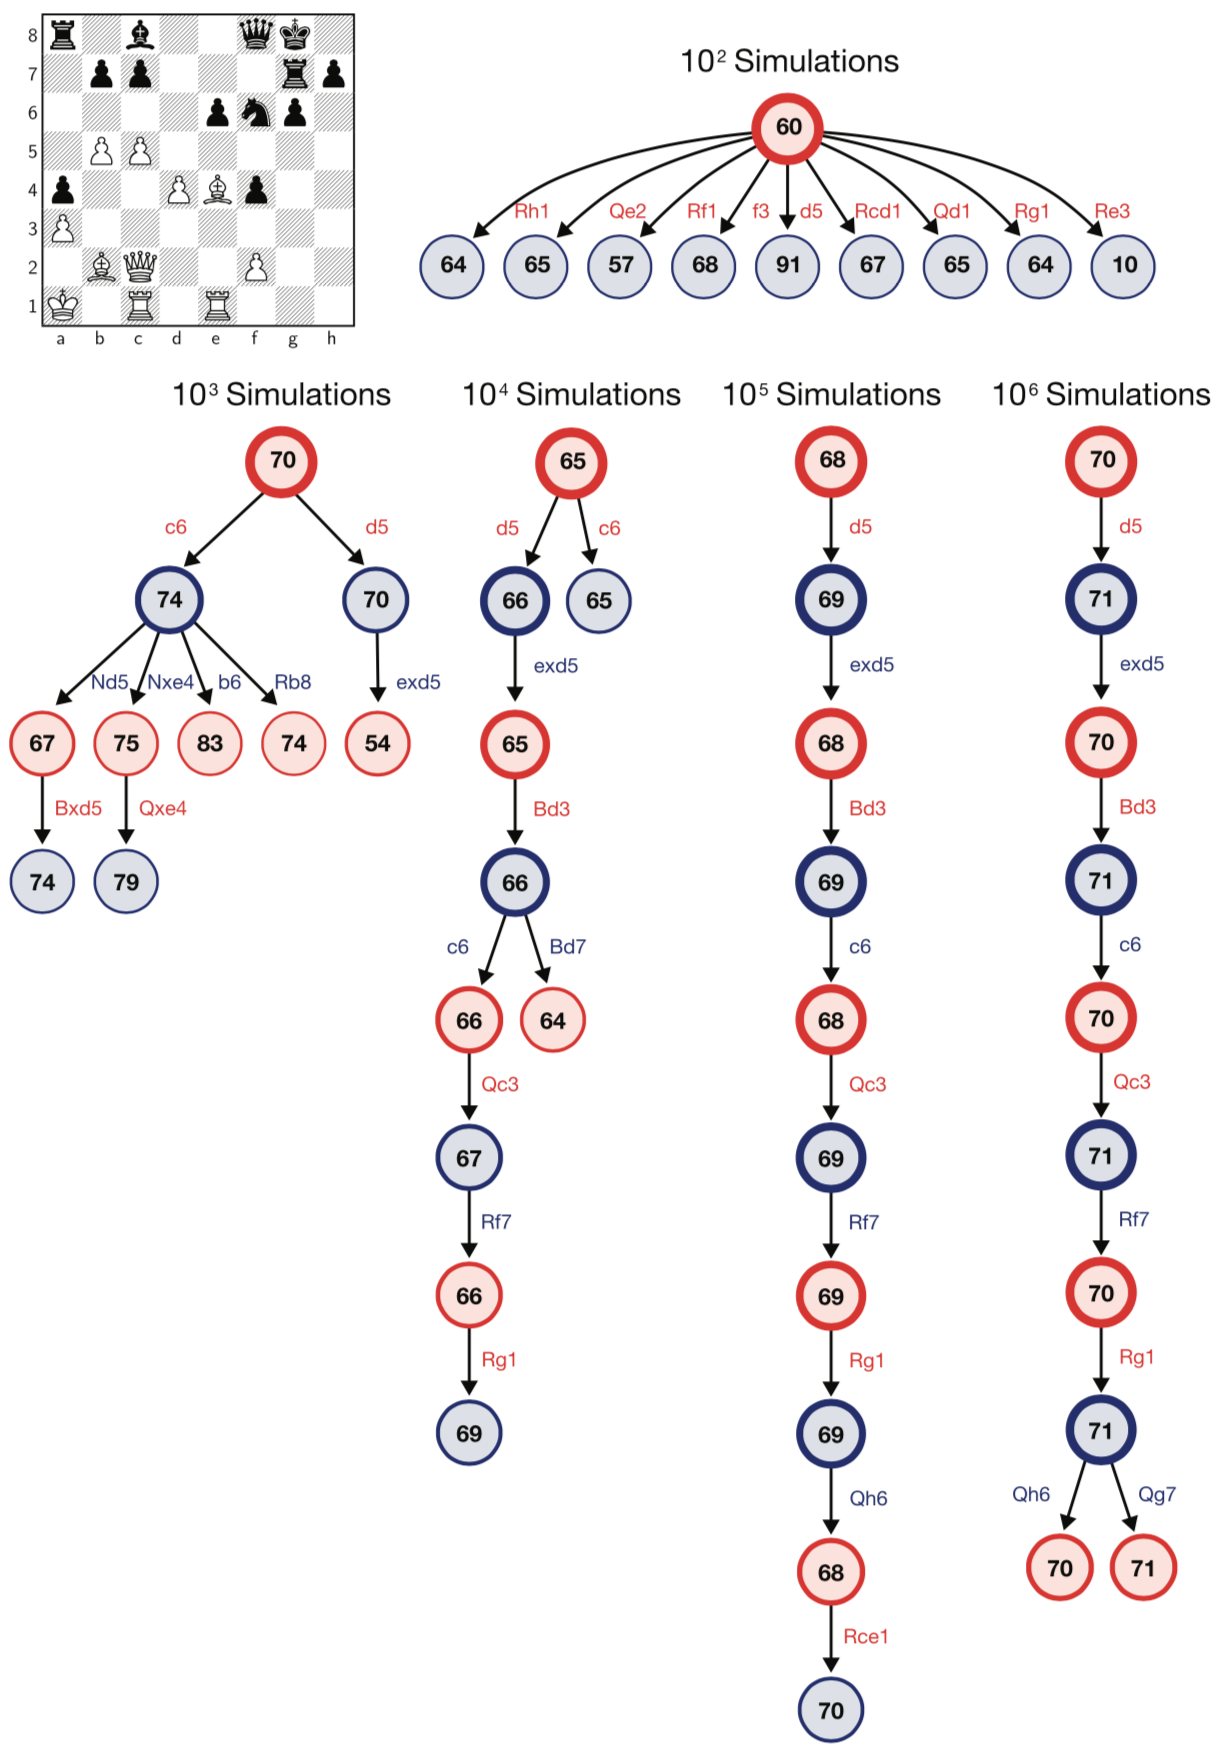 8
7
6
5
4
3
2
1
a b c d e f g h
10² Simulations
60
Rh1 Qe2 Rf1 f3 d5 Rcd1 Qd1 Rg1 Re3
64 65 57 68 91 67 65 64 10
10³ Simulations
70
c6 d5
74 70
Nd5 Nxe4 b6 Rb8 exd5
67 75 83 74 54
Bxd5 Qxe4
74 79
10⁴ Simulations
65
d5 c6
66 65
exd5
65
Bd3
66
c6 Bd7
66 64
Qc3
67
Rf7
66
Rg1
69
10⁵ Simulations
68
d5
69
exd5
68
Bd3
69
c6
68
Qc3
69
Rf7
69
Rg1
69
Qh6
68
Rce1
70
10⁶ Simulations
70
d5
71
exd5
70
Bd3
71
c6
70
Qc3
71
Rf7
70
Rg1
71
Qh6 Qg7
70 71